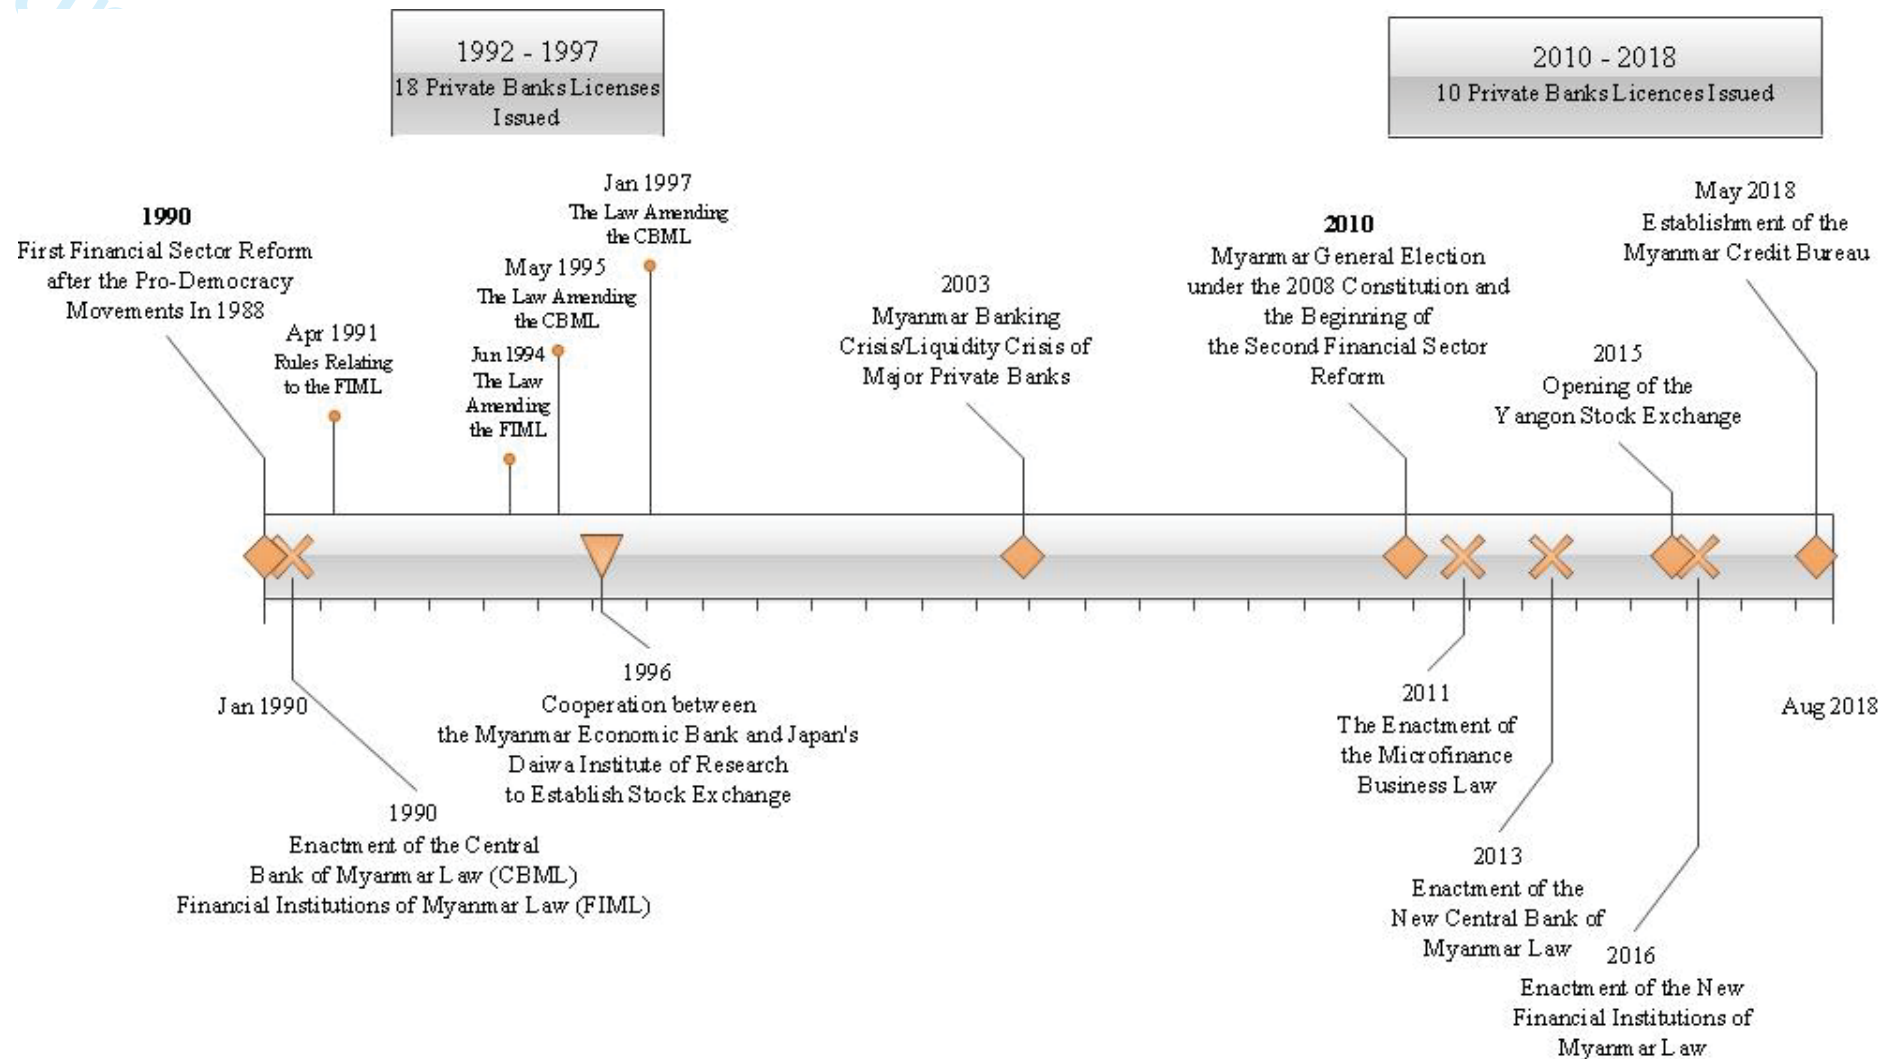 1992 - 1997
18 Private Banks Licenses
Issued
2010 - 2018
10 Private Banks Licences Issued
1990
First Financial Sector Reform
after the Pro-Democracy
Movements In 1988
Apr 1991
Rules Relating
to the FIML
Jun 1994
The Law
Amending
the FIML
May 1995
The Law Amending
the CBML
Jan 1997
The Law Amending
the CBML
2003
Myanmar Banking
Crisis/Liquidity Crisis of
Major Private Banks
2010
Myanmar General Election
under the 2008 Constitution and
the Beginning of
the Second Financial Sector
Reform
2015
Opening of the
Yangon Stock Exchange
May 2018
Establishment of the
Myanmar Credit Bureau
Jan 1990
Aug 2018
1990
Enactment of the Central
Bank of Myanmar Law (CBML)
Financial Institutions of Myanmar Law (FIML)
1996
Cooperation between
the Myanmar Economic Bank and Japan's
Daiwa Institute of Research
to Establish Stock Exchange
2011
The Enactment of
the Microfinance
Business Law
2013
Enactment of the
New Central Bank of
Myanmar Law
2016
Enactment of the New
Financial Institutions of
Myanmar Law